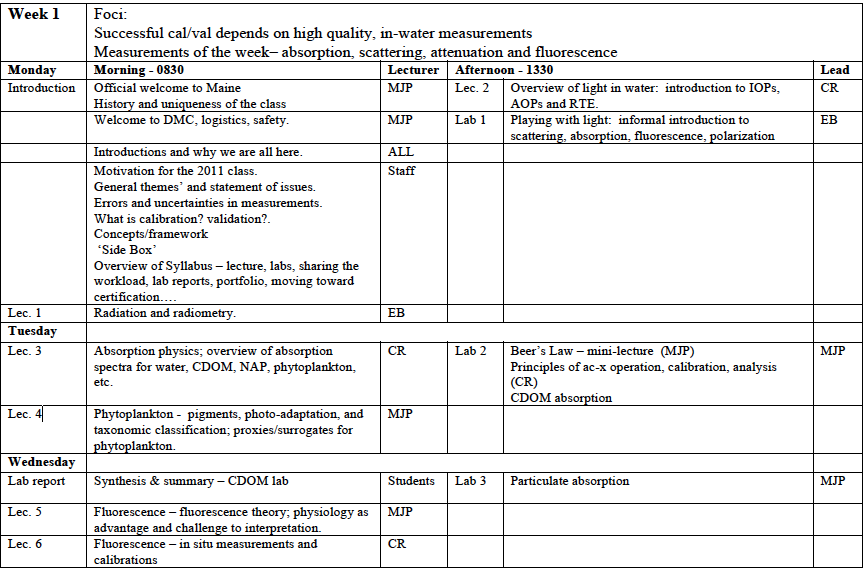 Week 1
Foci:
Successful cal/val depends on high quality, in-water measurements
Measurements of the week– absorption, scattering, attenuation and fluorescence
Monday Morning - 0830 Lecturer Afternoon - 1330 Lead
Introduction Official welcome to Maine MJP Lec. 2 Overview of light in water: introduction to IOPs, CR
History and uniqueness of the class AOPs and RTE.
Welcome to DMC, logistics, safety. MJP Lab 1 Playing with light: informal introduction to EB
scattering, absorption, fluorescence, polarization
Introductions and why we are all here. ALL
Motivation for the 2011 class. Staff
General themes’ and statement of issues.
Errors and uncertainties in measurements.
What is calibration? validation?.
Concepts/framework
‘Side Box’
Overview of Syllabus – lecture, labs, sharing the
workload, lab reports, portfolio, moving toward
certification….
Lec. 1 Radiation and radiometry. EB
Tuesday
Lec. 3 Absorption physics; overview of absorption CR Lab 2 Beer’s Law – mini-lecture (MJP) MJP
spectra for water, CDOM, NAP, phytoplankton, Principles of ac-x operation, calibration, analysis
etc. (CR)
CDOM absorption
Lec. 4 Phytoplankton - pigments, photo-adaptation, and MJP
taxonomic classification; proxies/surrogates for
phytoplankton.
Wednesday
Lab report Synthesis & summary – CDOM lab Students Lab 3 Particulate absorption MJP
Lec. 5 Fluorescence – fluorescence theory; physiology as MJP
advantage and challenge to interpretation.
Lec. 6 Fluorescence – in situ measurements and CR
calibrations